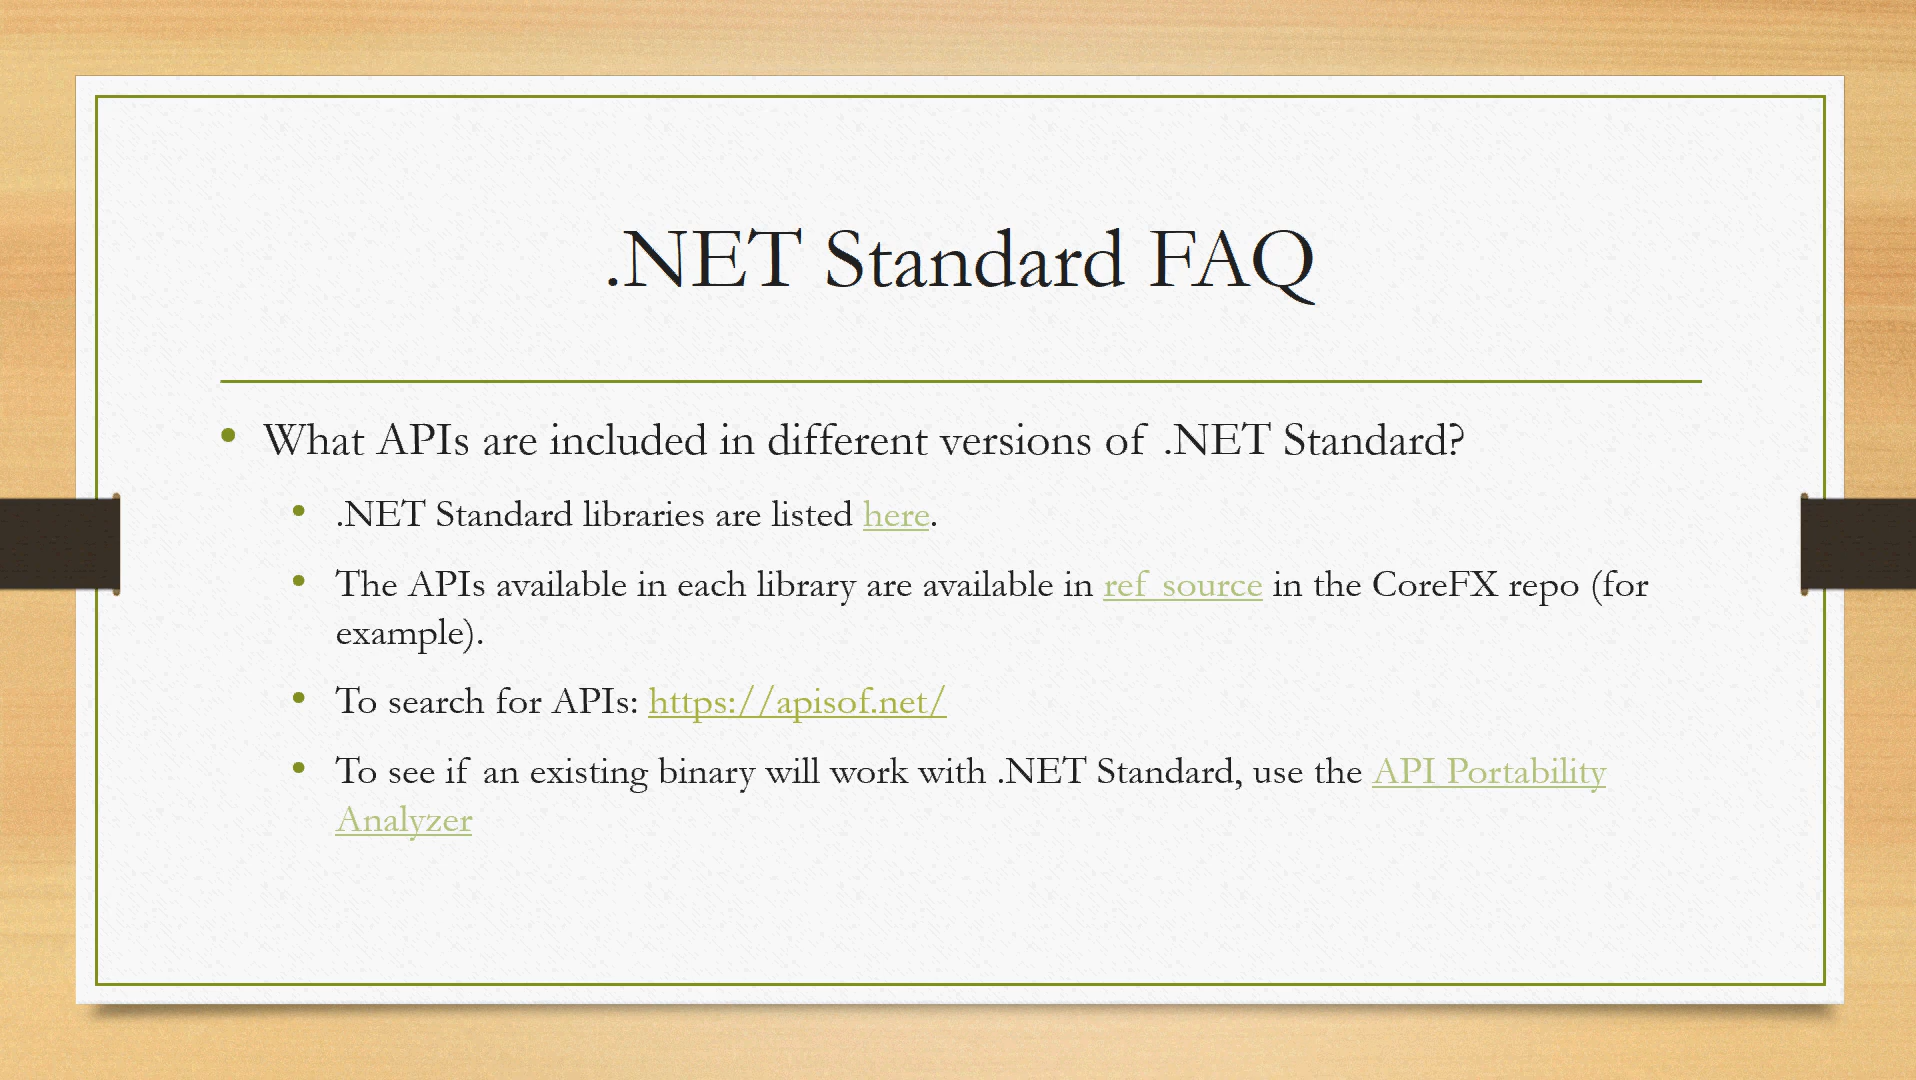 .NET Standard FAQ
• What APIs are included in different versions of .NET Standard?
• .NET Standard libraries are listed here.
• The APIs available in each library are available in ref source in the CoreFX repo (for
example).
• To search for APIs: https://apisof.net/
• To see if an existing binary will work with .NET Standard, use the API Portability
Analyzer